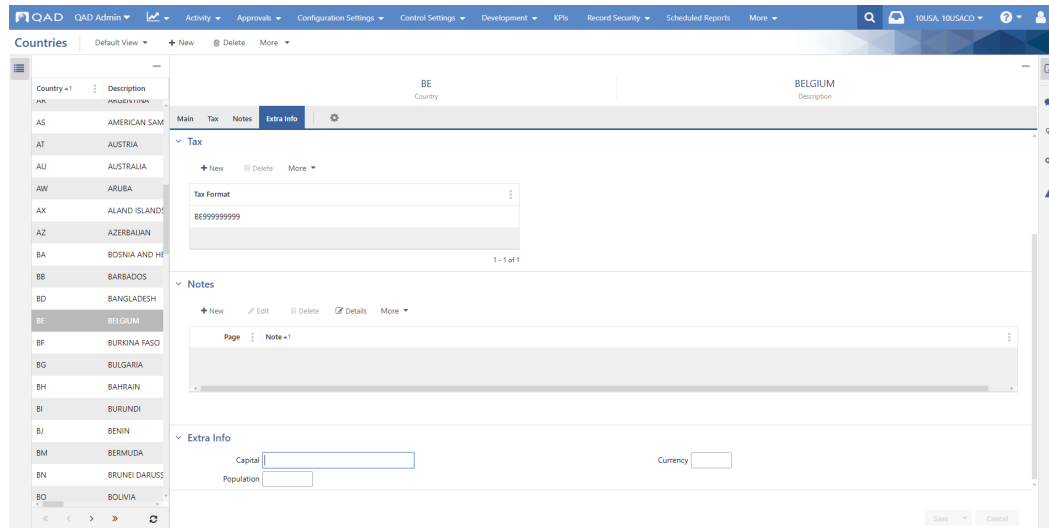 QAD QAD Admin Activity Approvals Configuration Settings Control Settings Development KPIs Record Security Scheduled Reports More 10USA, 10USACO
Countries Default View + New Delete More
Country 1 Description
BE
Country
BELGIUM
Description
AR ARGENTINA
AS AMERICAN SAM
AT AUSTRIA
AU AUSTRALIA
AW ARUBA
AX ALAND ISLANDS
AZ AZERBAIJAN
BA BOSNIA AND HE
BB BARBADOS
BD BANGLADESH
BE BELGIUM
BF BURKINA FASO
BG BULGARIA
BH BAHRAIN
BI BURUNDI
BJ BENIN
BM BERMUDA
BN BRUNEI DARUSS
BO BOLIVIA
Main Tax Notes Extra Info
Tax
+ New Delete More
Tax Format
BE999999999
1 - 1 of 1
Notes
+ New Edit Delete Details More
Page Note 1
Extra Info
Capital Currency
Population
Save Cancel